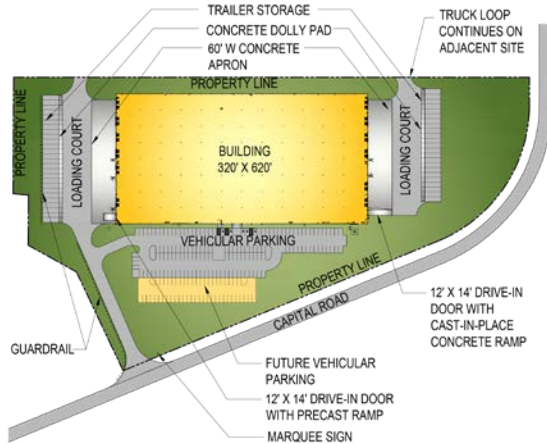 TRAILER STORAGE
CONCRETE DOLLY PAD
60' W CONCRETE
APRON
TRUCK LOOP
CONTINUES ON
ADJACENT SITE
PROPERTY LINE
PROPERTY LINE
LOADING COURT
BUILDING
320' X 620'
LOADING COURT
VEHICULAR PARKING
PROPERTY LINE
CAPITAL ROAD
GUARDRAIL
12' X 14' DRIVE-IN
DOOR WITH
CAST-IN-PLACE
CONCRETE RAMP
FUTURE VEHICULAR
PARKING
12' X 14' DRIVE-IN DOOR
WITH PRECAST RAMP
MARQUEE SIGN